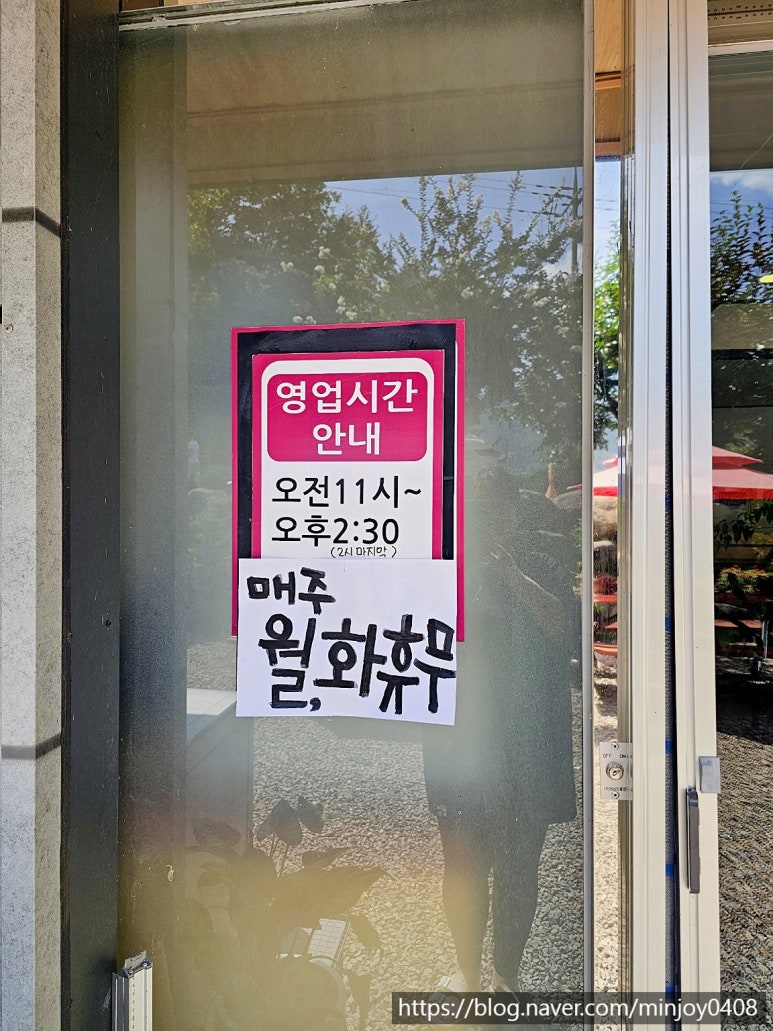 영업시간
안내
오전11시~
오후2:30
(2시 마지막)
매주
월, 화휴무
https://blog.naver.com/minjoy0408